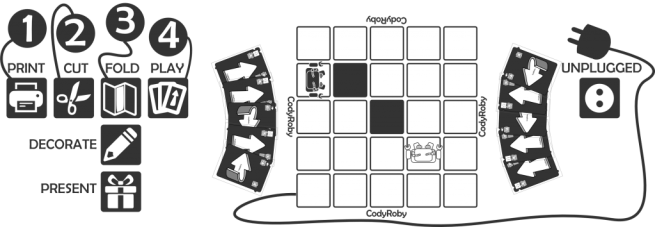 1 2 3 4
PRINT CUT FOLD PLAY
DECORATE
PRESENT
CodyRoby
CodyRoby
CodyRoby
CodyRoby
UNPLUGGED